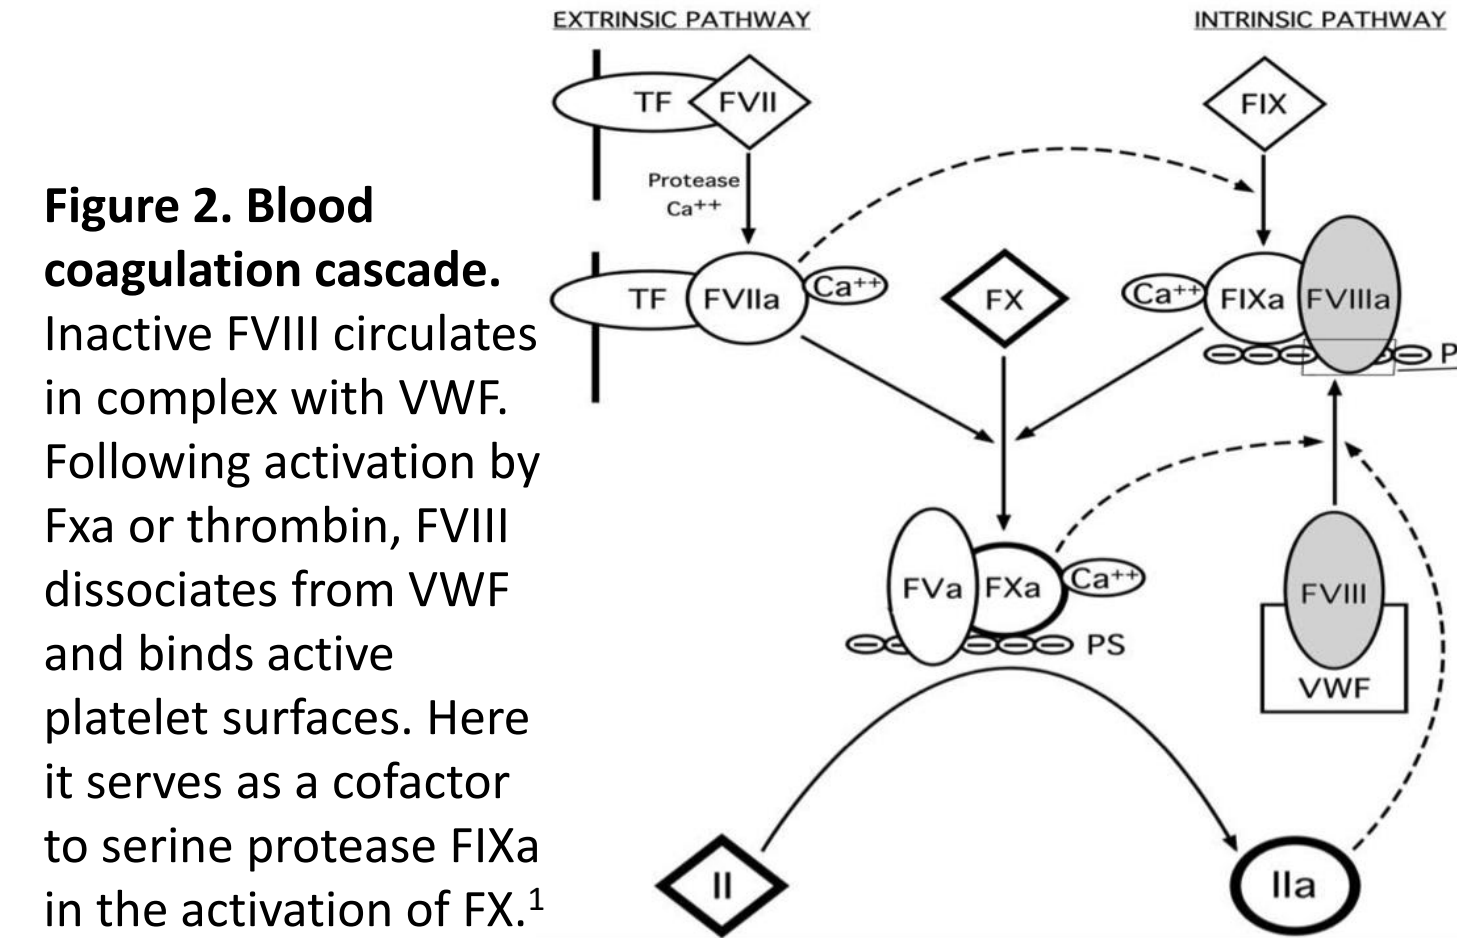 EXTRINSIC PATHWAY
INTRINSIC PATHWAY
TF
FVII
FIX
Protease
Ca++
Figure 2. Blood
coagulation cascade.
Inactive FVIII circulates
in complex with VWF.
Following activation by
Fxa or thrombin, FVIII
dissociates from VWF
and binds active
platelet surfaces. Here
it serves as a cofactor
to serine protease FIXa
in the activation of FX.¹
TF
FVIIa
Ca++
FX
Ca++
FIXa
FVIIIa
P
FVa
FXa
Ca++
PS
FVIII
VWF
II
IIa